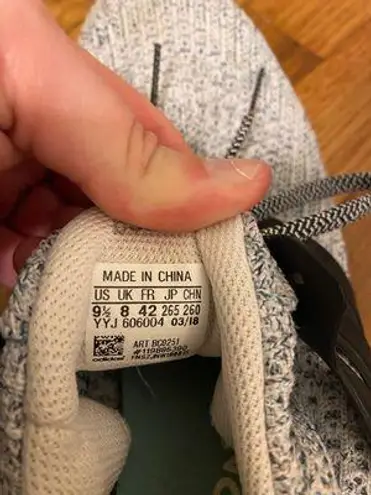 MADE IN CHINA
US UK FR JP CHN
9½ 8 42 265 260
YYJ 606004 03/18
ART BC0251
adidas